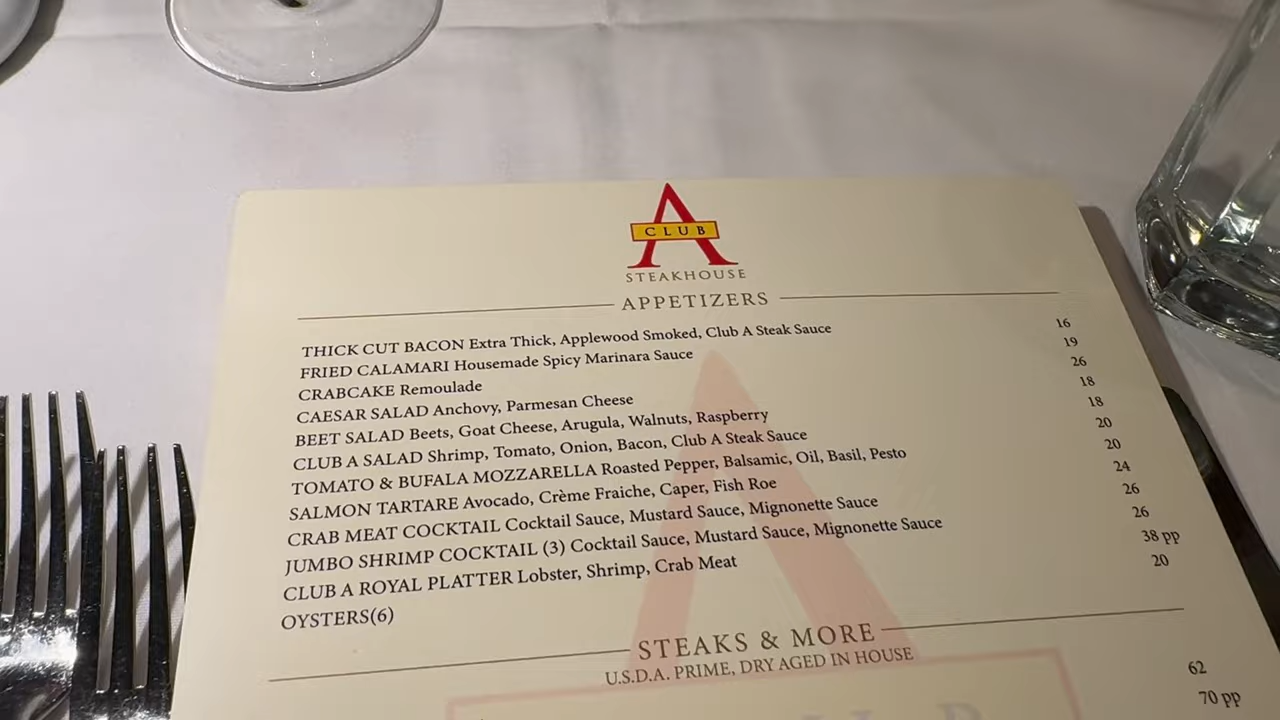 A
CLUB
STEAKHOUSE
APPETIZERS
THICK CUT BACON Extra Thick, Applewood Smoked, Club A Steak Sauce 16
FRIED CALAMARI Housemade Spicy Marinara Sauce 19
CRABCAKE Remoulade 26
CAESAR SALAD Anchovy, Parmesan Cheese 18
BEET SALAD Beets, Goat Cheese, Arugula, Walnuts, Raspberry 18
CLUB A SALAD Shrimp, Tomato, Onion, Bacon, Club A Steak Sauce 20
TOMATO & BUFALA MOZZARELLA Roasted Pepper, Balsamic, Oil, Basil, Pesto 20
SALMON TARTARE Avocado, Crème Fraiche, Caper, Fish Roe 24
CRAB MEAT COCKTAIL Cocktail Sauce, Mustard Sauce, Mignonette Sauce 26
JUMBO SHRIMP COCKTAIL (3) Cocktail Sauce, Mustard Sauce, Mignonette Sauce 26
CLUB A ROYAL PLATTER Lobster, Shrimp, Crab Meat 38 pp
OYSTERS(6) 20
STEAKS & MORE
U.S.D.A. PRIME, DRY AGED IN HOUSE
62
70 pp